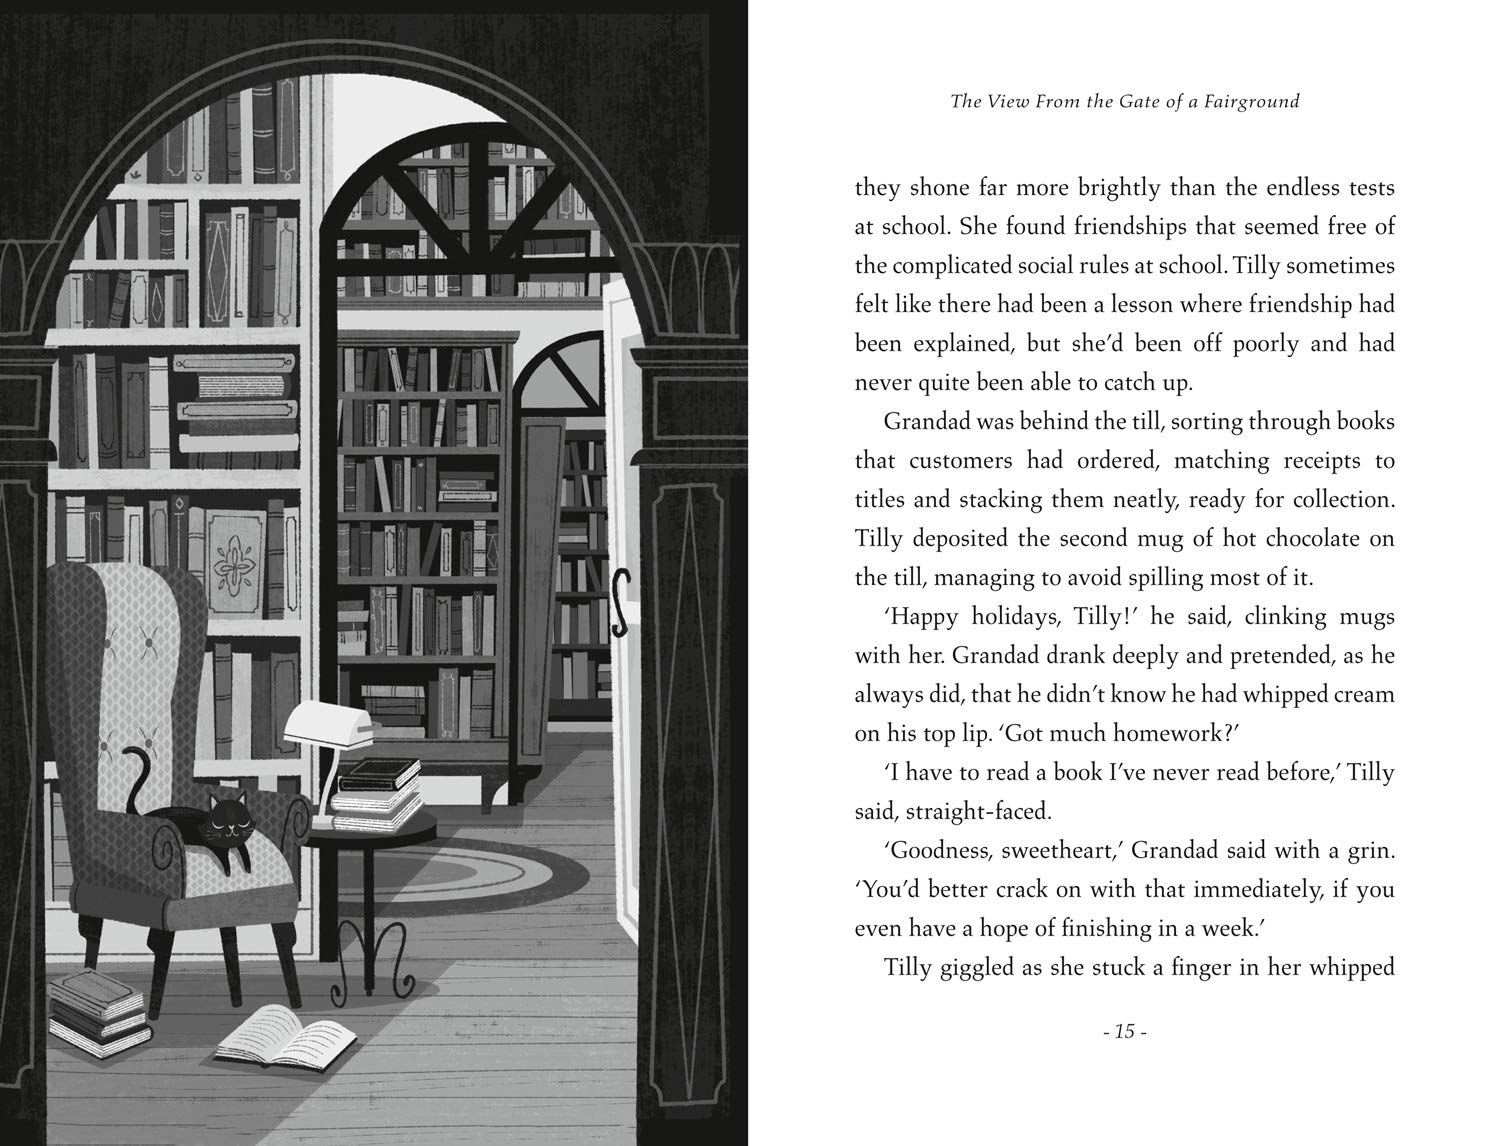 The View From the Gate of a Fairground
they shone far more brightly than the endless tests
at school. She found friendships that seemed free of
the complicated social rules at school. Tilly sometimes
felt like there had been a lesson where friendship had
been explained, but she’d been off poorly and had
never quite been able to catch up.
Grandad was behind the till, sorting through books
that customers had ordered, matching receipts to
titles and stacking them neatly, ready for collection.
Tilly deposited the second mug of hot chocolate on
the till, managing to avoid spilling most of it.
‘Happy holidays, Tilly!’ he said, clinking mugs
with her. Grandad drank deeply and pretended, as he
always did, that he didn’t know he had whipped cream
on his top lip. ‘Got much homework?’
‘I have to read a book I’ve never read before,’ Tilly
said, straight-faced.
‘Goodness, sweetheart,’ Grandad said with a grin.
‘You’d better crack on with that immediately, if you
even have a hope of finishing in a week.’
Tilly giggled as she stuck a finger in her whipped
- 15 -